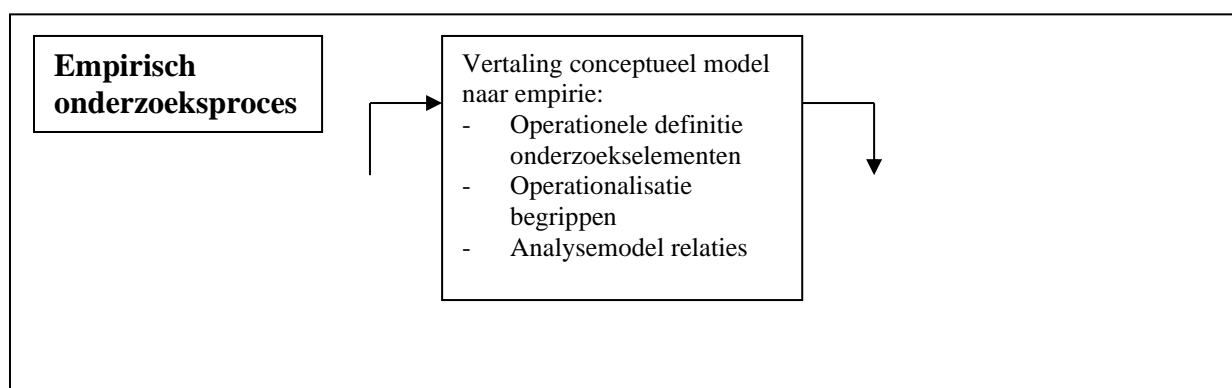 Empirisch
onderzoeksproces
Vertaling conceptueel model
naar empirie:
- Operationele definitie
onderzoekselementen
- Operationalisatie
begrippen
- Analysemodel relaties